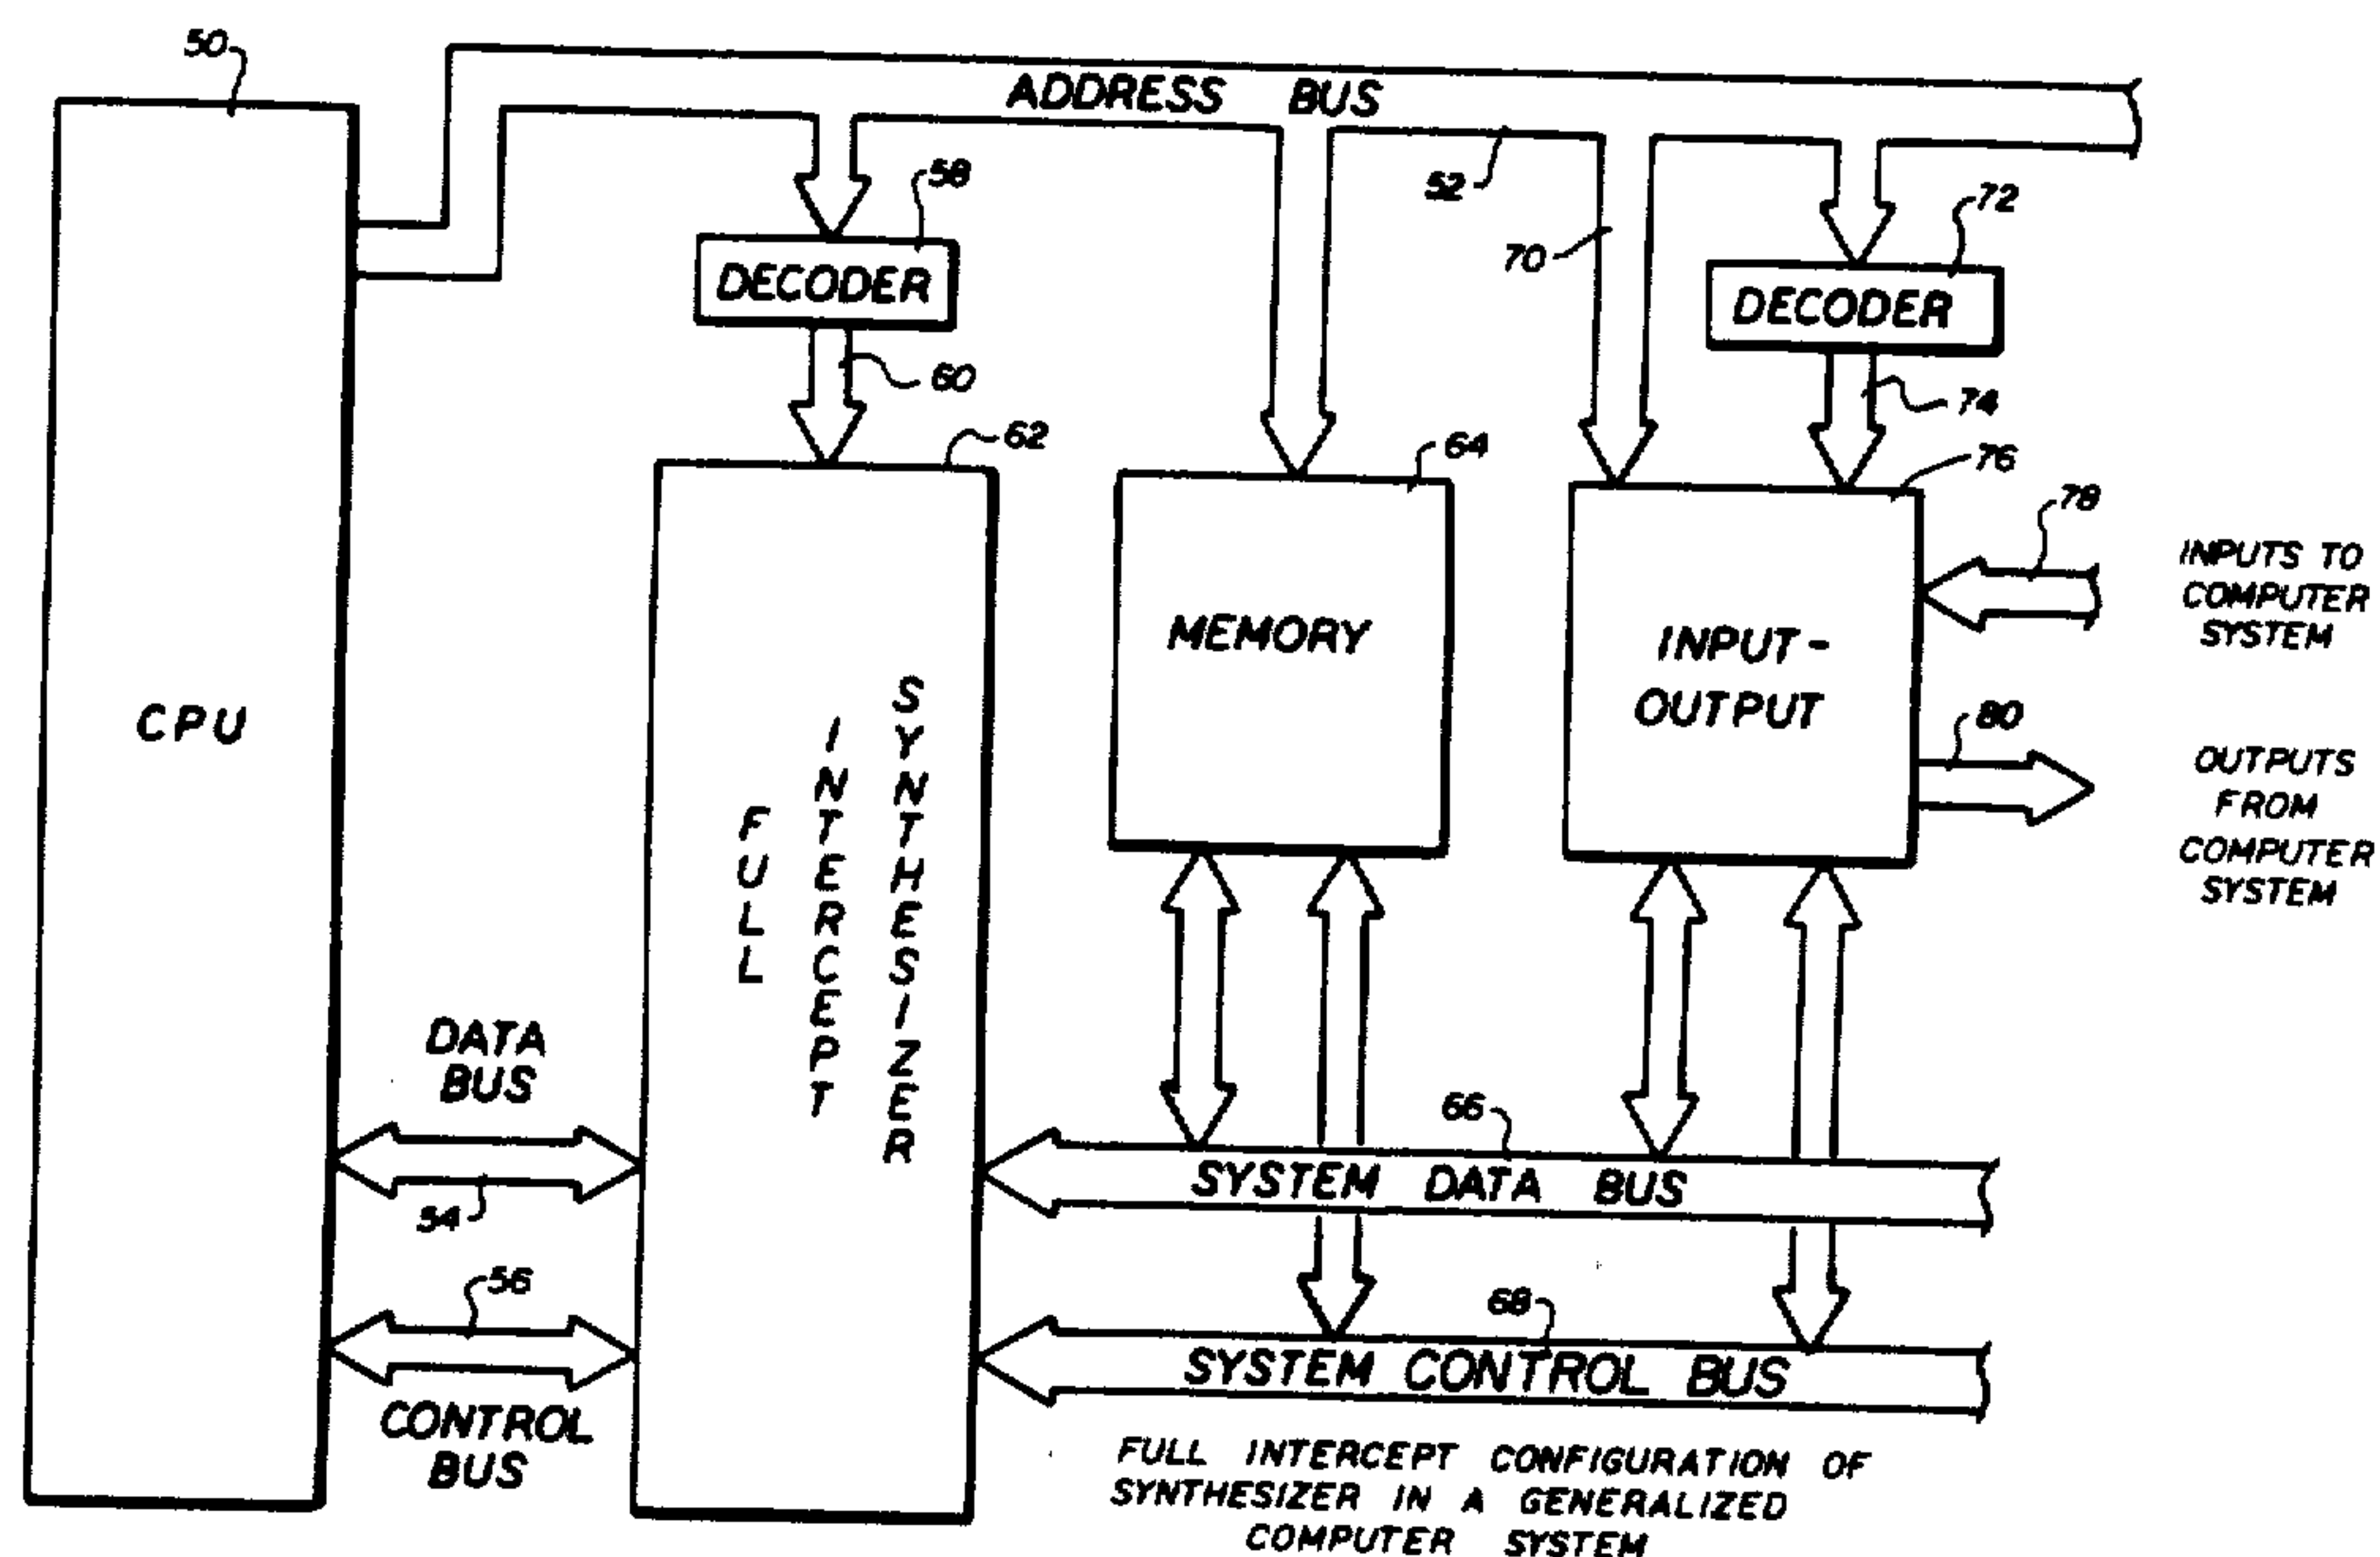 50
ADDRESS BUS
58
52
72
70
DECODER
DECODER
60
74
62
64
76
78
INPUTS TO
COMPUTER
SYSTEM
MEMORY
INPUT-
OUTPUT
CPU
FULL
INTERCEPT
SYNTHESIZER
80
OUTPUTS
FROM
COMPUTER
SYSTEM
DATA
BUS
54
66
SYSTEM DATA BUS
56
68
SYSTEM CONTROL BUS
CONTROL
BUS
FULL INTERCEPT CONFIGURATION OF
SYNTHESIZER IN A GENERALIZED
COMPUTER SYSTEM